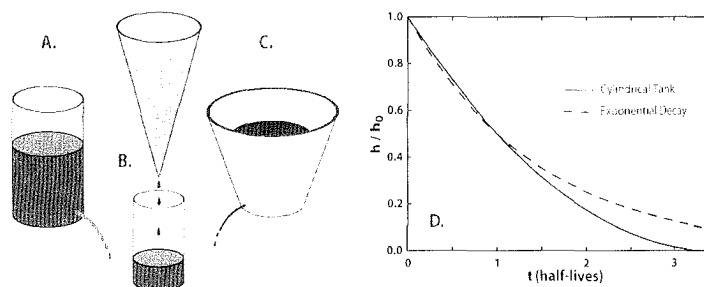 A.
B.
C.
1.0
0.8
0.6
0.4
0.2
0.0
h / h0
Cylindrical Tank
Exponential Decay
D.
0
1
2
3
t (half-lives)